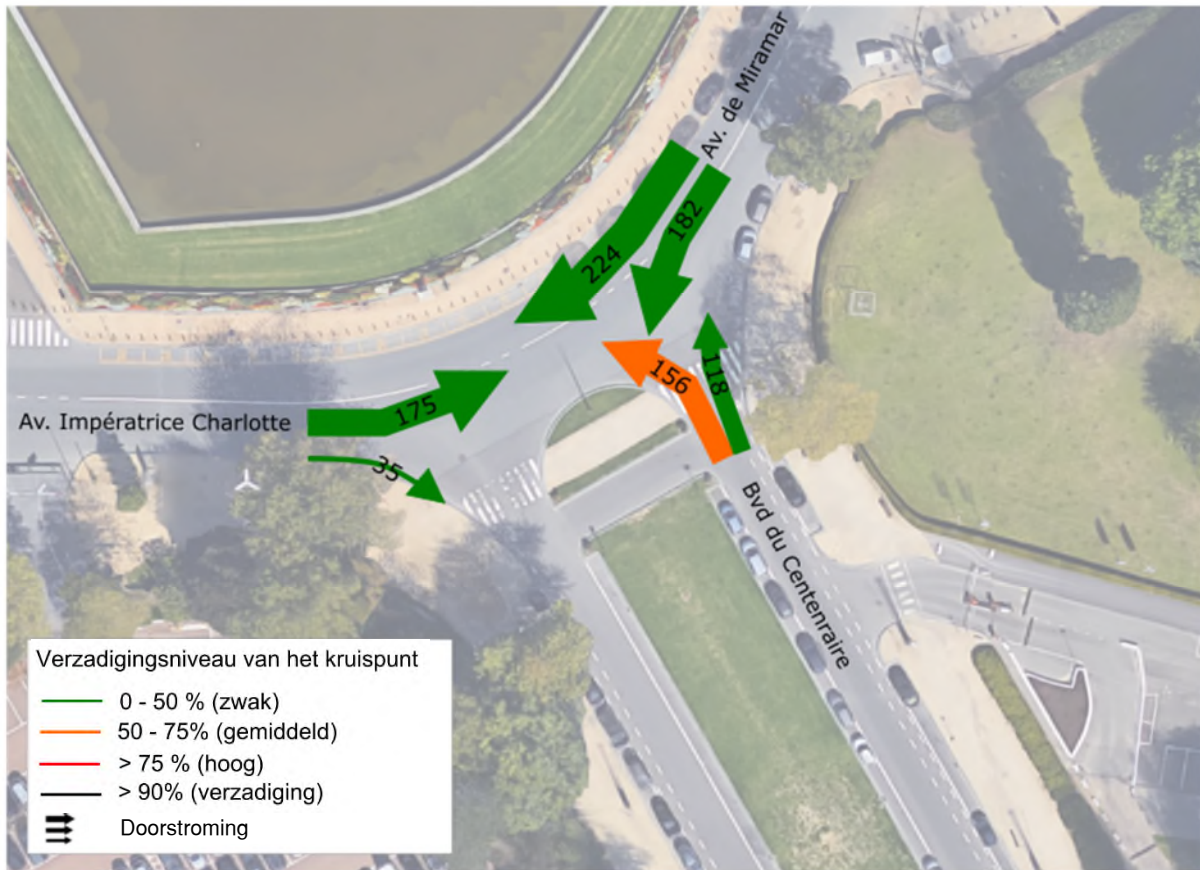 Av. de Miramar
182
224
118
156
175
Av. Impératrice Charlotte
35
Bvd du Centenraire
Verzadigingsniveau van het kruispunt
0 - 50 % (zwak)
50 - 75% (gemiddeld)
> 75 % (hoog)
> 90% (verzadiging)
Doorstroming